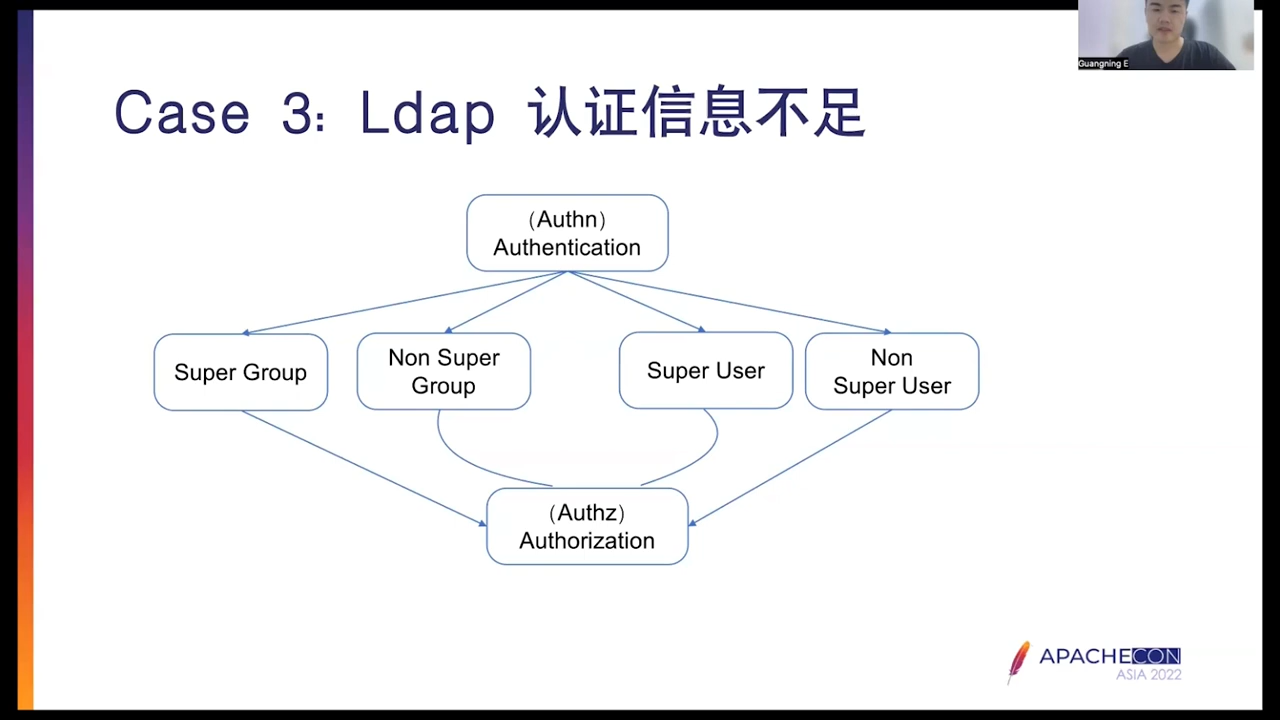 Guangning E
Case 3: Ldap 认证信息不足
（Authn）
Authentication
Super Group
Non Super
Group
Super User
Non
Super User
（Authz）
Authorization
APACHECON
ASIA 2022